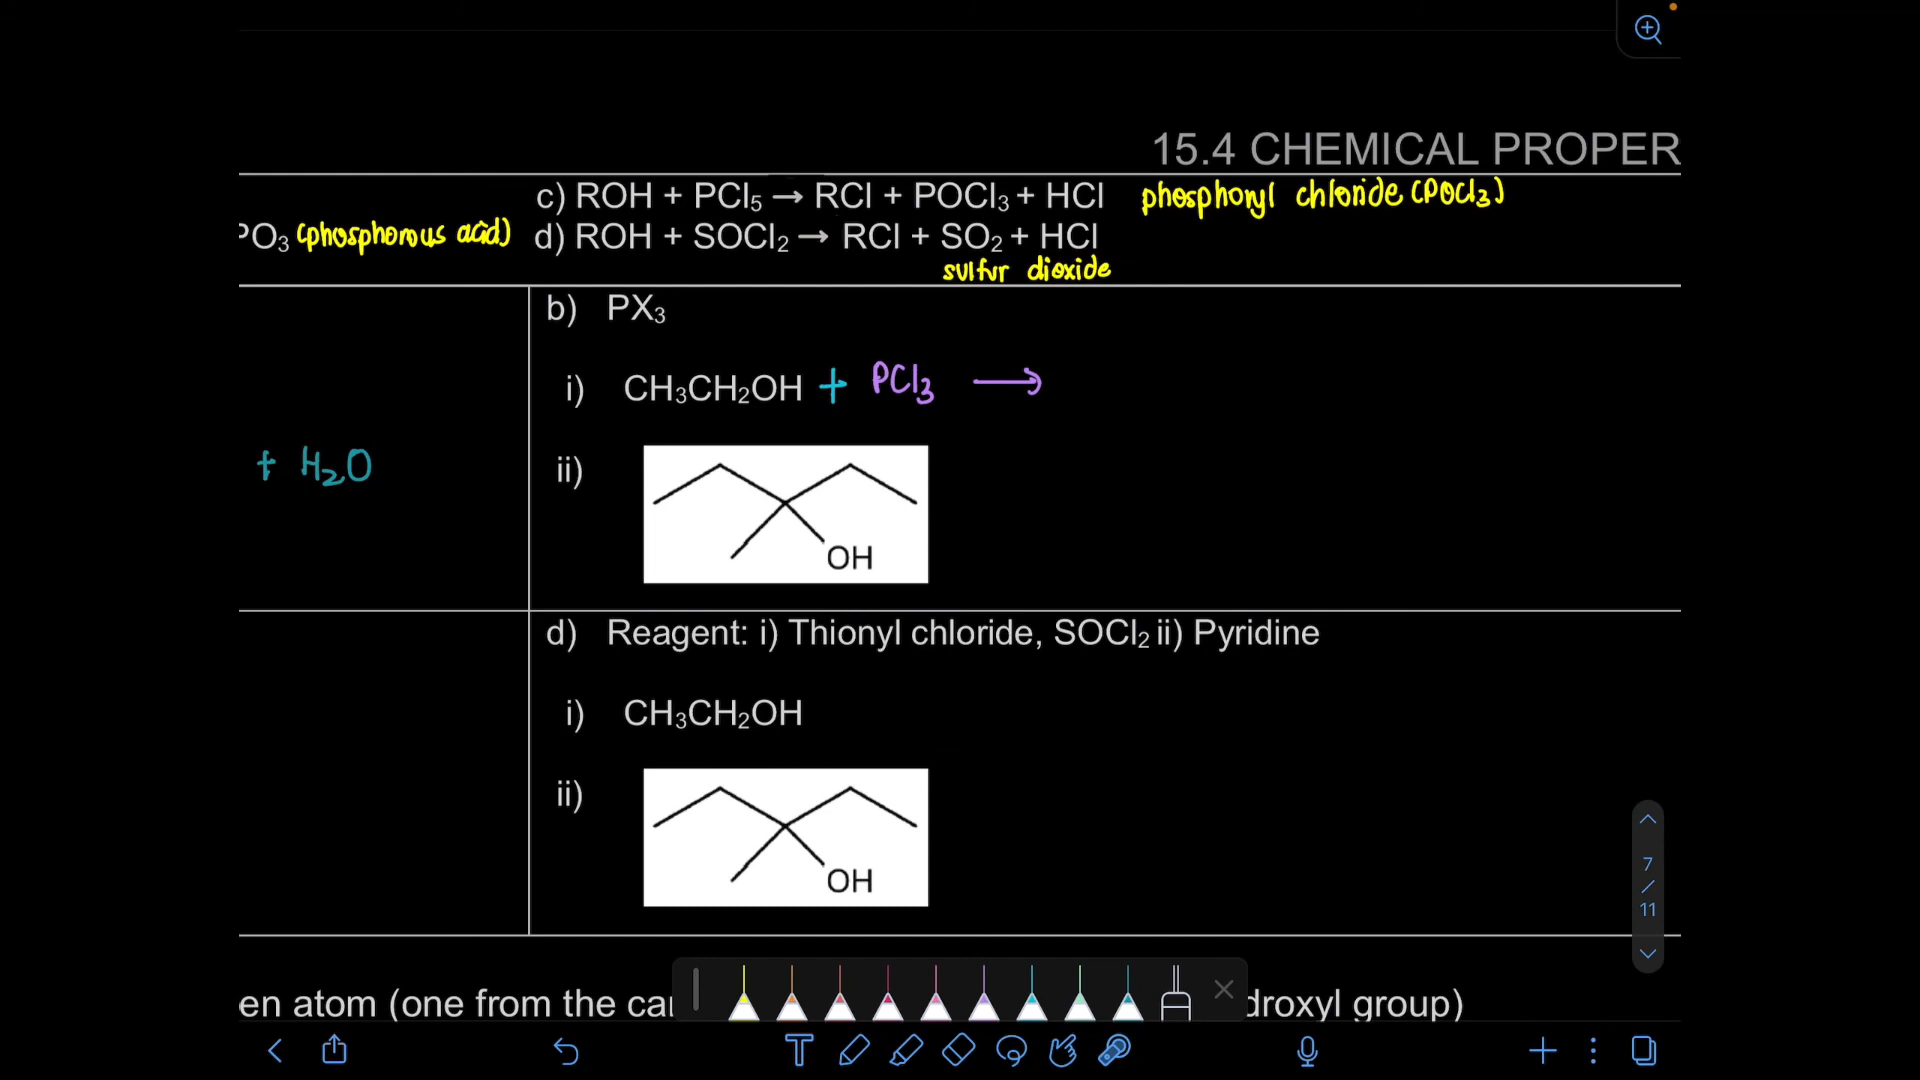 15.4 CHEMICAL PROPER
c) ROH + PCl₅ → RCl + POCl₃ + HCl phosphoryl chloride (POCl₃)
PO₃ (phosphorous acid) d) ROH + SOCl₂ → RCl + SO₂ + HCl
sulfur dioxide
b) PX₃
i) CH₃CH₂OH + PCl₃ →
+ H₂O
ii)
OH
d) Reagent: i) Thionyl chloride, SOCl₂ ii) Pyridine
i) CH₃CH₂OH
ii)
OH
7
/
11
en atom (one from the ca droxyl group)
T